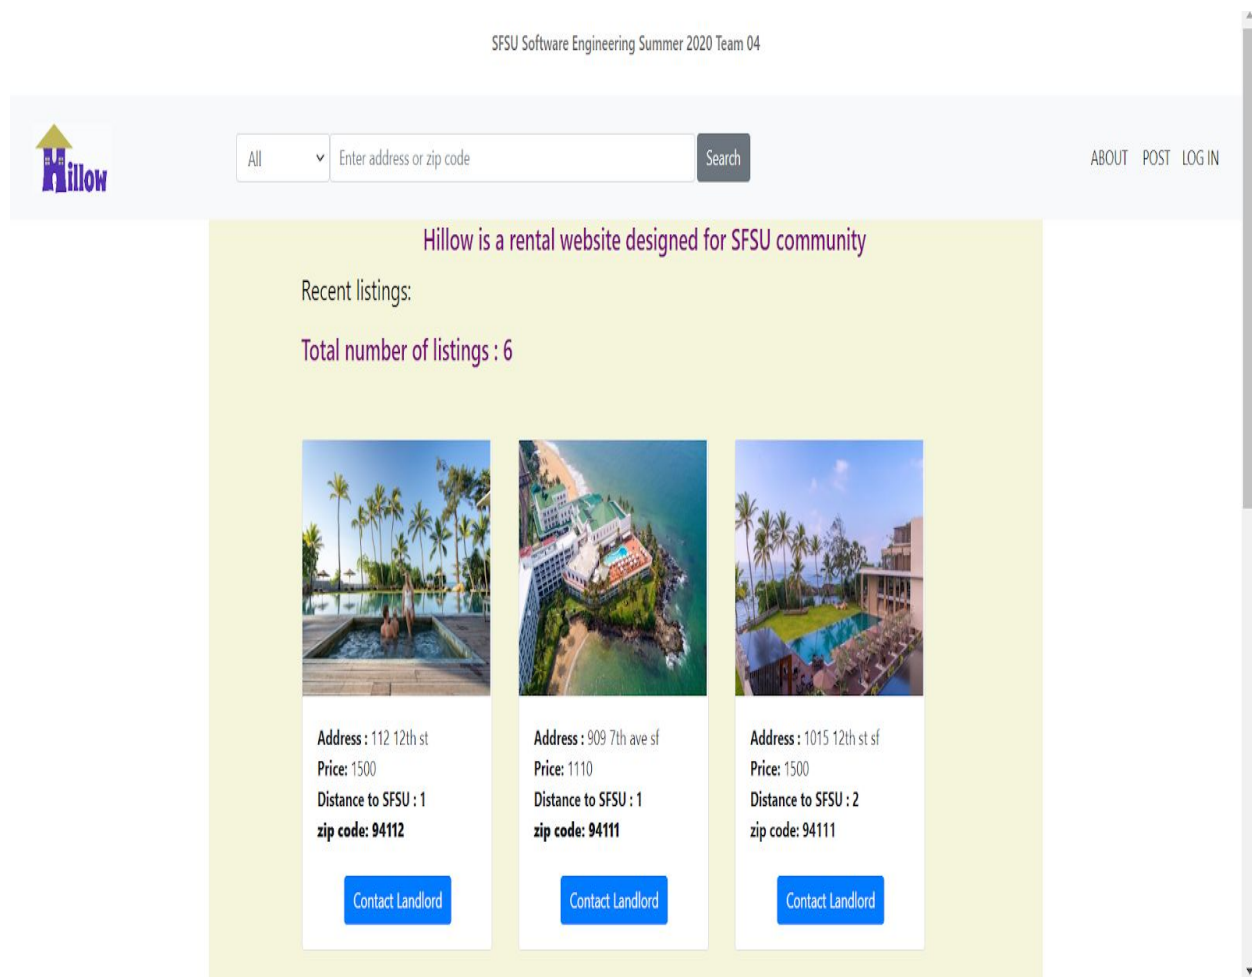 SFSU Software Engineering Summer 2020 Team 04
Hillow
All
Enter address or zip code
Search
ABOUT POST LOG IN
Hillow is a rental website designed for SFSU community
Recent listings:
Total number of listings : 6
Address : 112 12th st
Price: 1500
Distance to SFSU : 1
zip code: 94112
Contact Landlord
Address : 909 7th ave sf
Price: 1110
Distance to SFSU : 1
zip code: 94111
Contact Landlord
Address : 1015 12th st sf
Price: 1500
Distance to SFSU : 2
zip code: 94111
Contact Landlord